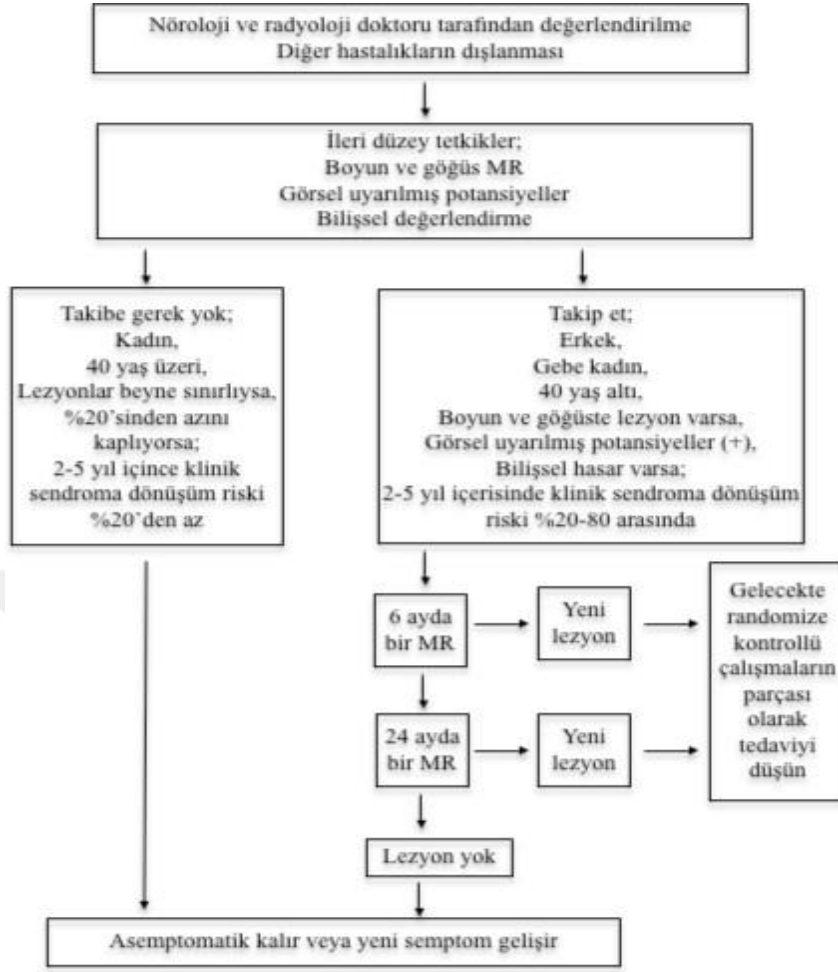 Nöroloji ve radyoloji doktoru tarafından değerlendirilme
Diğer hastalıkların dışlanması
İleri düzey tetkikler;
Boyun ve göğüs MR
Görsel uyarılmış potansiyeller
Bilişsel değerlendirme
Takibe gerek yok;
Kadın,
40 yaş üzeri,
Lezyonlar beyne sınırlıysa,
%20'sinden azını
kaplıyorsa;
2-5 yıl içince klinik
sendroma dönüşüm riski
%20'den az
Takip et;
Erkek,
Gebe kadın,
40 yaş altı,
Boyun ve göğüste lezyon varsa,
Görsel uyarılmış potansiyeller (+),
Bilişsel hasar varsa;
2-5 yıl içerisinde klinik sendroma dönüşüm
riski %20-80 arasında
6 ayda
bir MR
Yeni
lezyon
Gelecekte
randomize
kontrollü
çalışmaların
parçası
olarak
tedaviyi
düşün
24 ayda
bir MR
Yeni
lezyon
Lezyon yok
Asemptomatik kalır veya yeni semptom gelişir